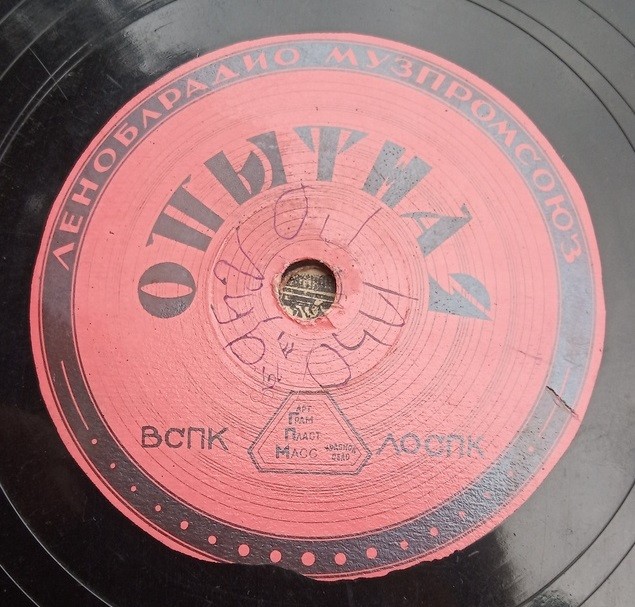 ЛЕНОБЛРАДИО МУЗПРОМСОЮЗ
ОПЫТНАЯ
ВСПК
АРТ
ГРАМ
ПЛАСТ
МАСС
ЛОСПК